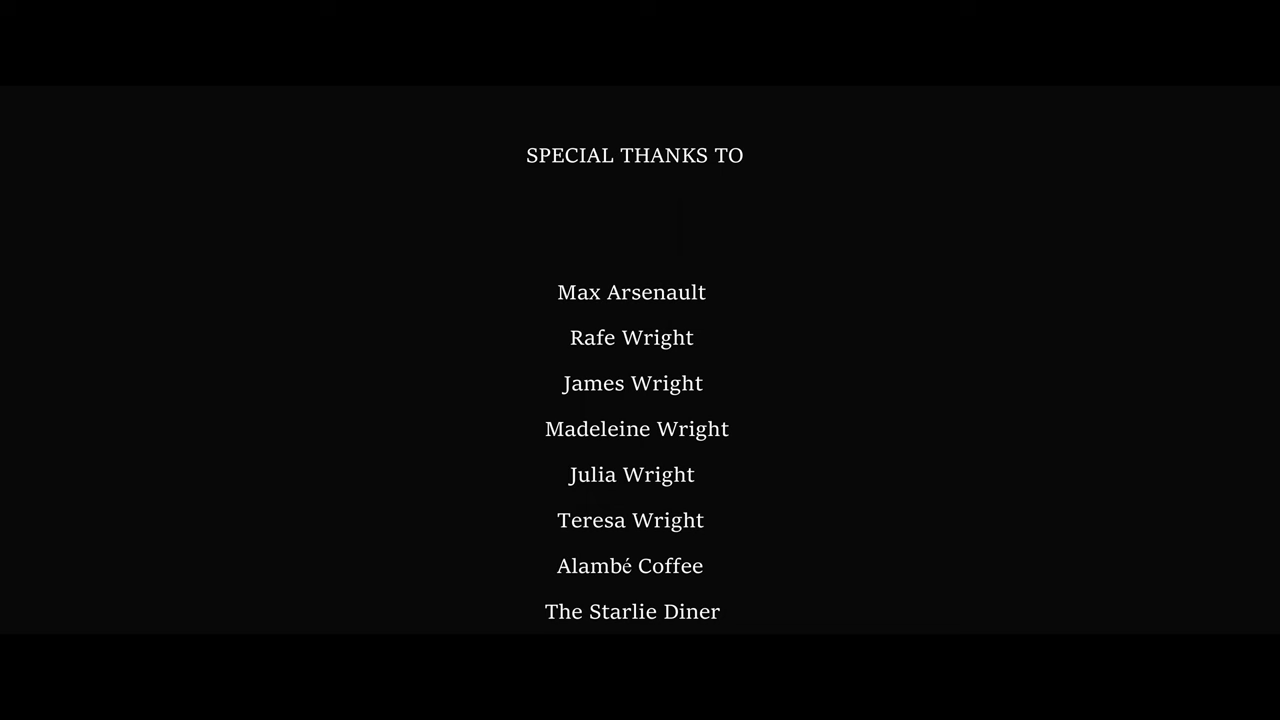 SPECIAL THANKS TO
Max Arsenault
Rafe Wright
James Wright
Madeleine Wright
Julia Wright
Teresa Wright
Alambé Coffee
The Starlie Diner